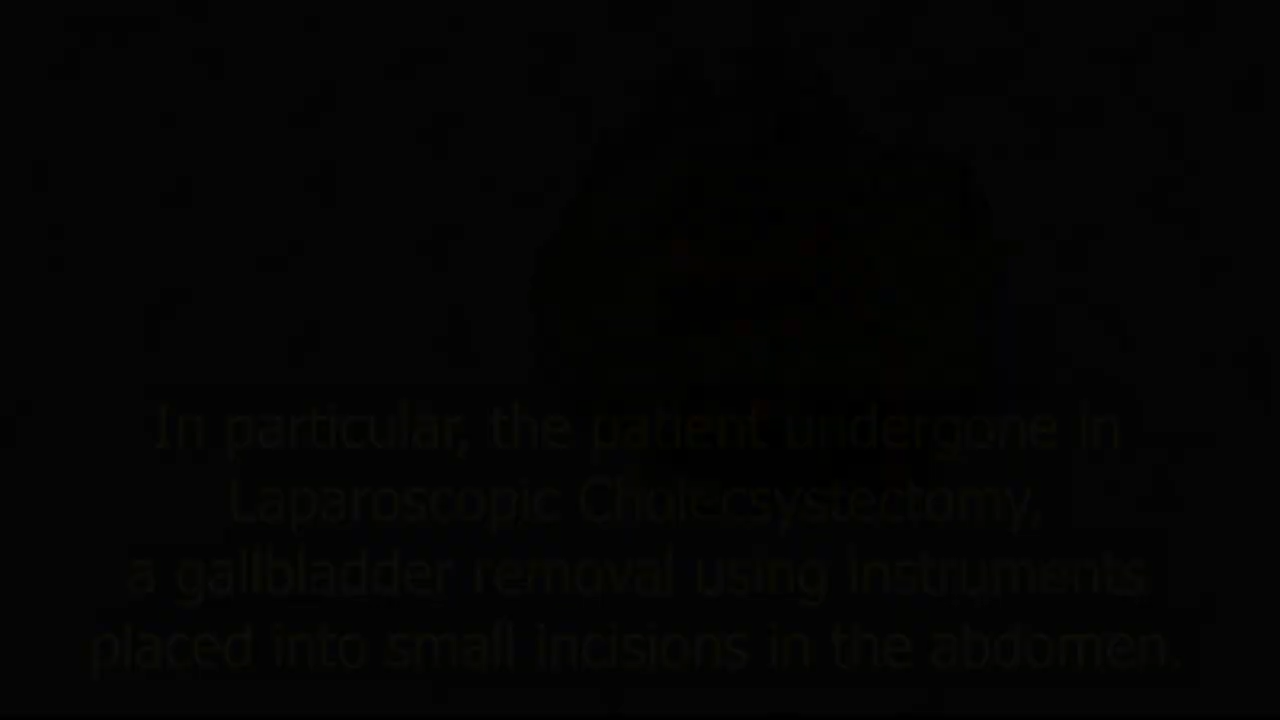 In particular, the patient undergone in
Laparoscopic Cholecsystectomy,
a gallbladder removal using instruments
placed into small incisions in the abdomen.